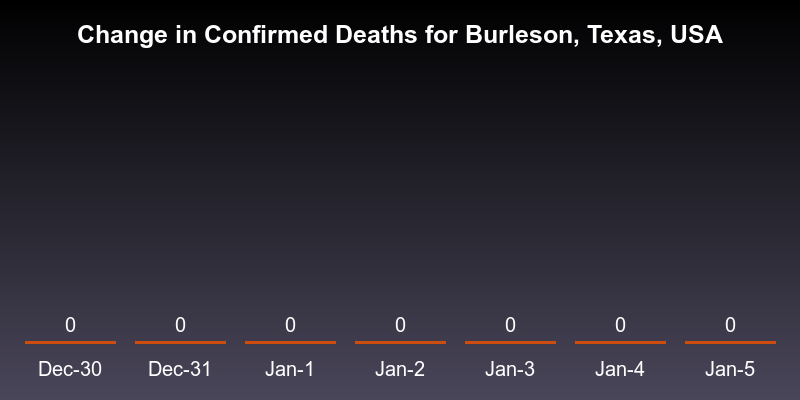 Change in Confirmed Deaths for Burleson, Texas, USA
0 0 0 0 0 0 0
Dec-30 Dec-31 Jan-1 Jan-2 Jan-3 Jan-4 Jan-5